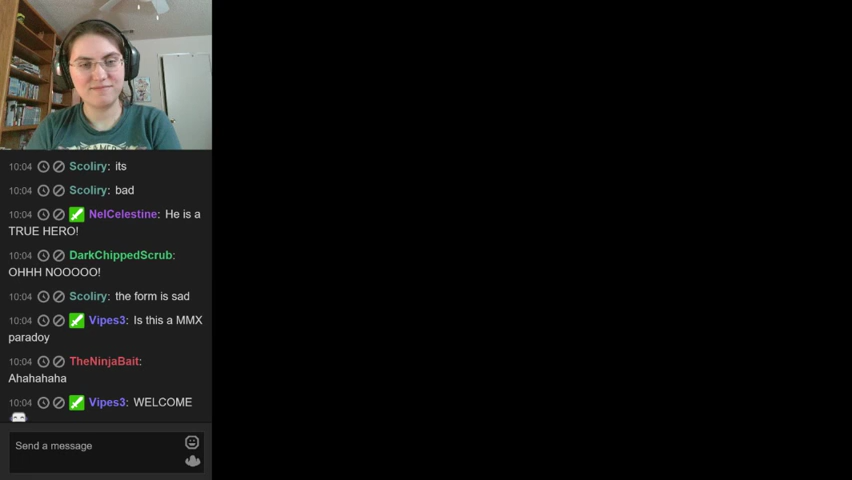 10:04 Scoliry: its
10:04 Scoliry: bad
10:04 NelCelestine: He is a
TRUE HERO!
10:04 DarkChippedScrub:
OHHH NOOOOO!
10:04 Scoliry: the form is sad
10:04 Vipes3: Is this a MMX
paradoy
10:04 TheNinjaBait:
Ahahahaha
10:04 Vipes3: WELCOME
Send a message